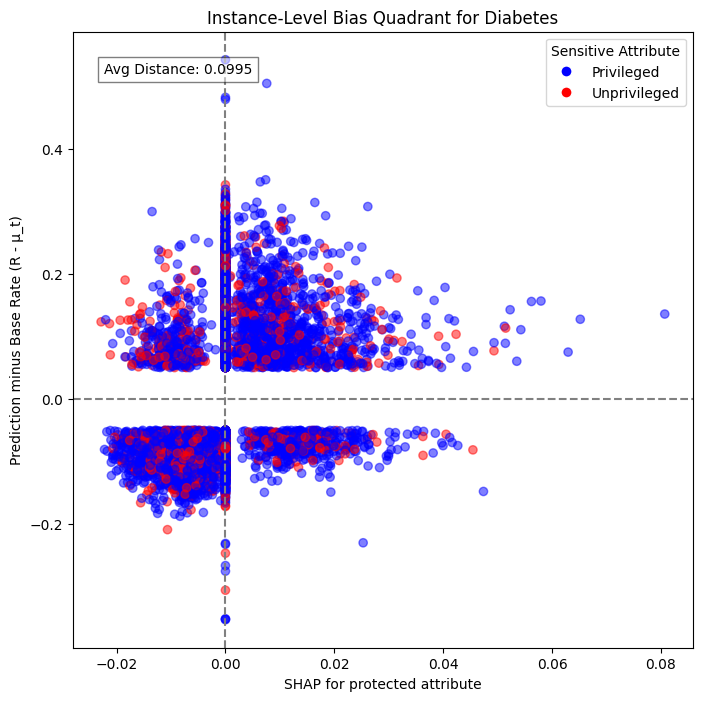 Instance-Level Bias Quadrant for Diabetes
Avg Distance: 0.0995
Sensitive Attribute
Privileged
Unprivileged
0.4
0.2
0.0
−0.2
Prediction minus Base Rate (R - μ_t)
−0.02
0.00
0.02
0.04
0.06
0.08
SHAP for protected attribute